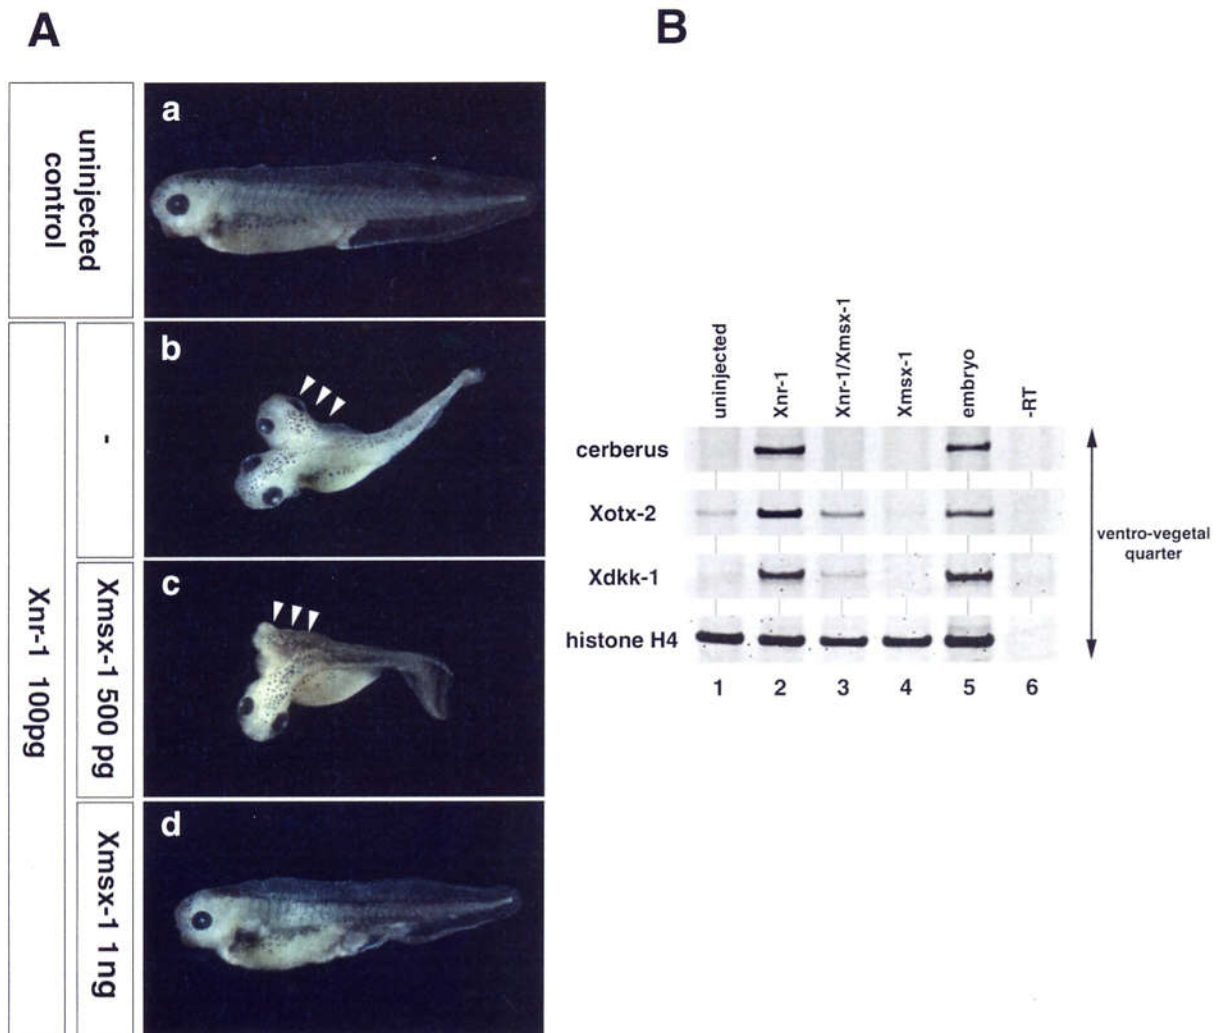 A
B
uninjected
control
a
b
-
c
Xmsx-1 500 pg
d
Xmsx-1 1 ng
Xnr-1 100pg
uninjected
Xnr-1
Xnr-1/Xmsx-1
Xmsx-1
embryo
-RT
cerberus
Xotx-2
Xdkk-1
histone H4
ventro-vegetal
quarter
1 2 3 4 5 6